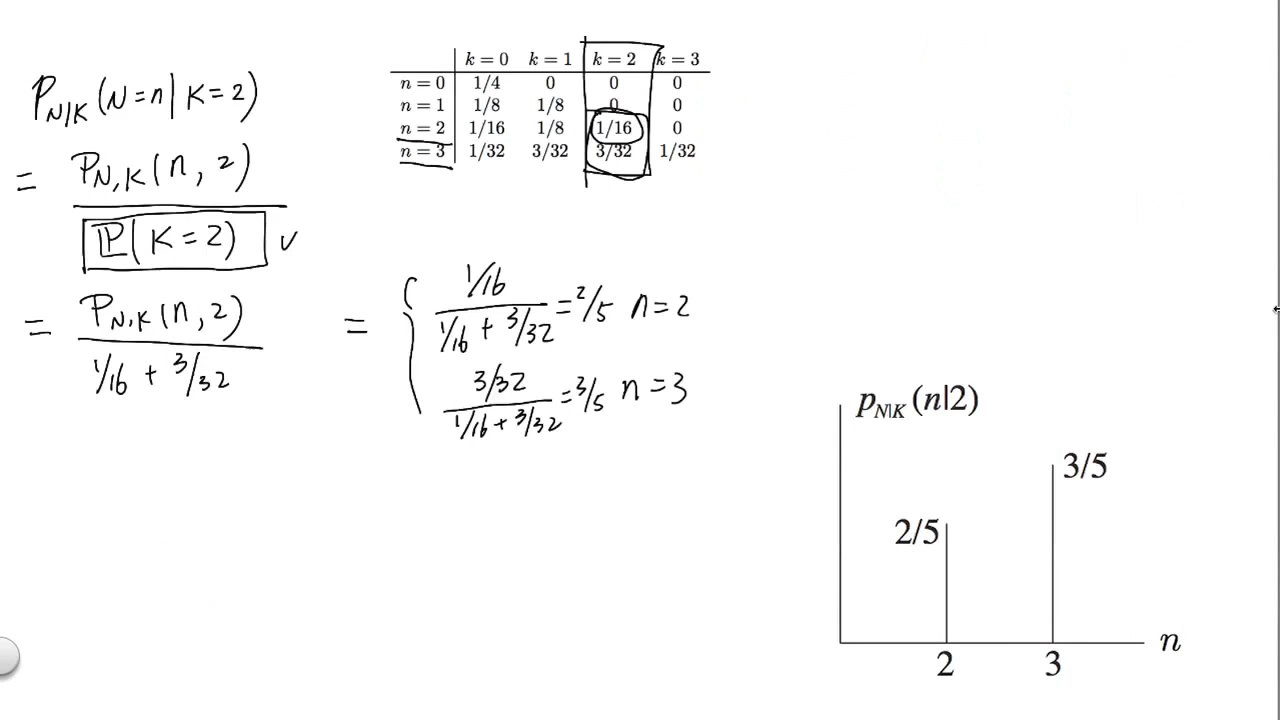 P_{N|K}(N=n | K=2)
= P_{N,K}(n, 2) / ℙ(K=2) ✓
= P_{N,K}(n, 2) / (1/16 + 3/32)
k = 0 k = 1 k = 2 k = 3
n = 0 1/4 0 0 0
n = 1 1/8 1/8 0 0
n = 2 1/16 1/8 1/16 0
n = 3 1/32 3/32 3/32 1/32
= { (1/16) / (1/16 + 3/32) = 2/5 n=2
(3/32) / (1/16 + 3/32) = 3/5 n=3
p_{N|K}(n|2)
3/5
2/5
n
2 3